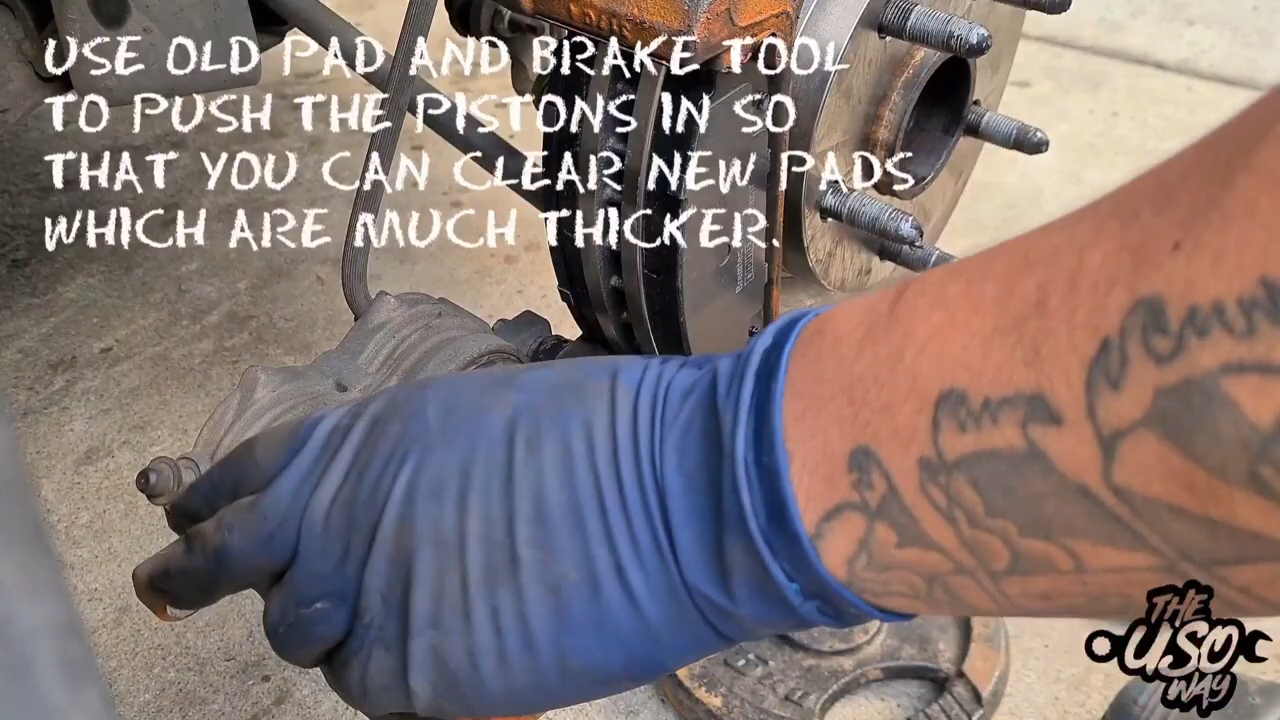 USE OLD PAD AND BRAKE TOOL
TO PUSH THE PISTONS IN SO
THAT YOU CAN CLEAR NEW PADS
WHICH ARE MUCH THICKER.
THE
USO
WAY